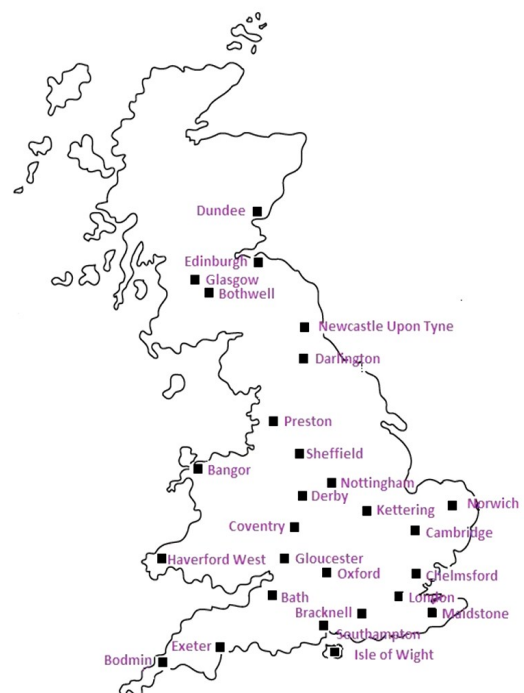 Dundee
Edinburgh
Glasgow
Bothwell
Newcastle Upon Tyne
Darlington
Preston
Sheffield
Bangor
Nottingham
Derby
Norwich
Kettering
Coventry
Cambridge
Haverford West
Gloucester
Oxford
Chelmsford
Bath
London
Bracknell
Maidstone
Southampton
Exeter
Isle of Wight
Bodmin